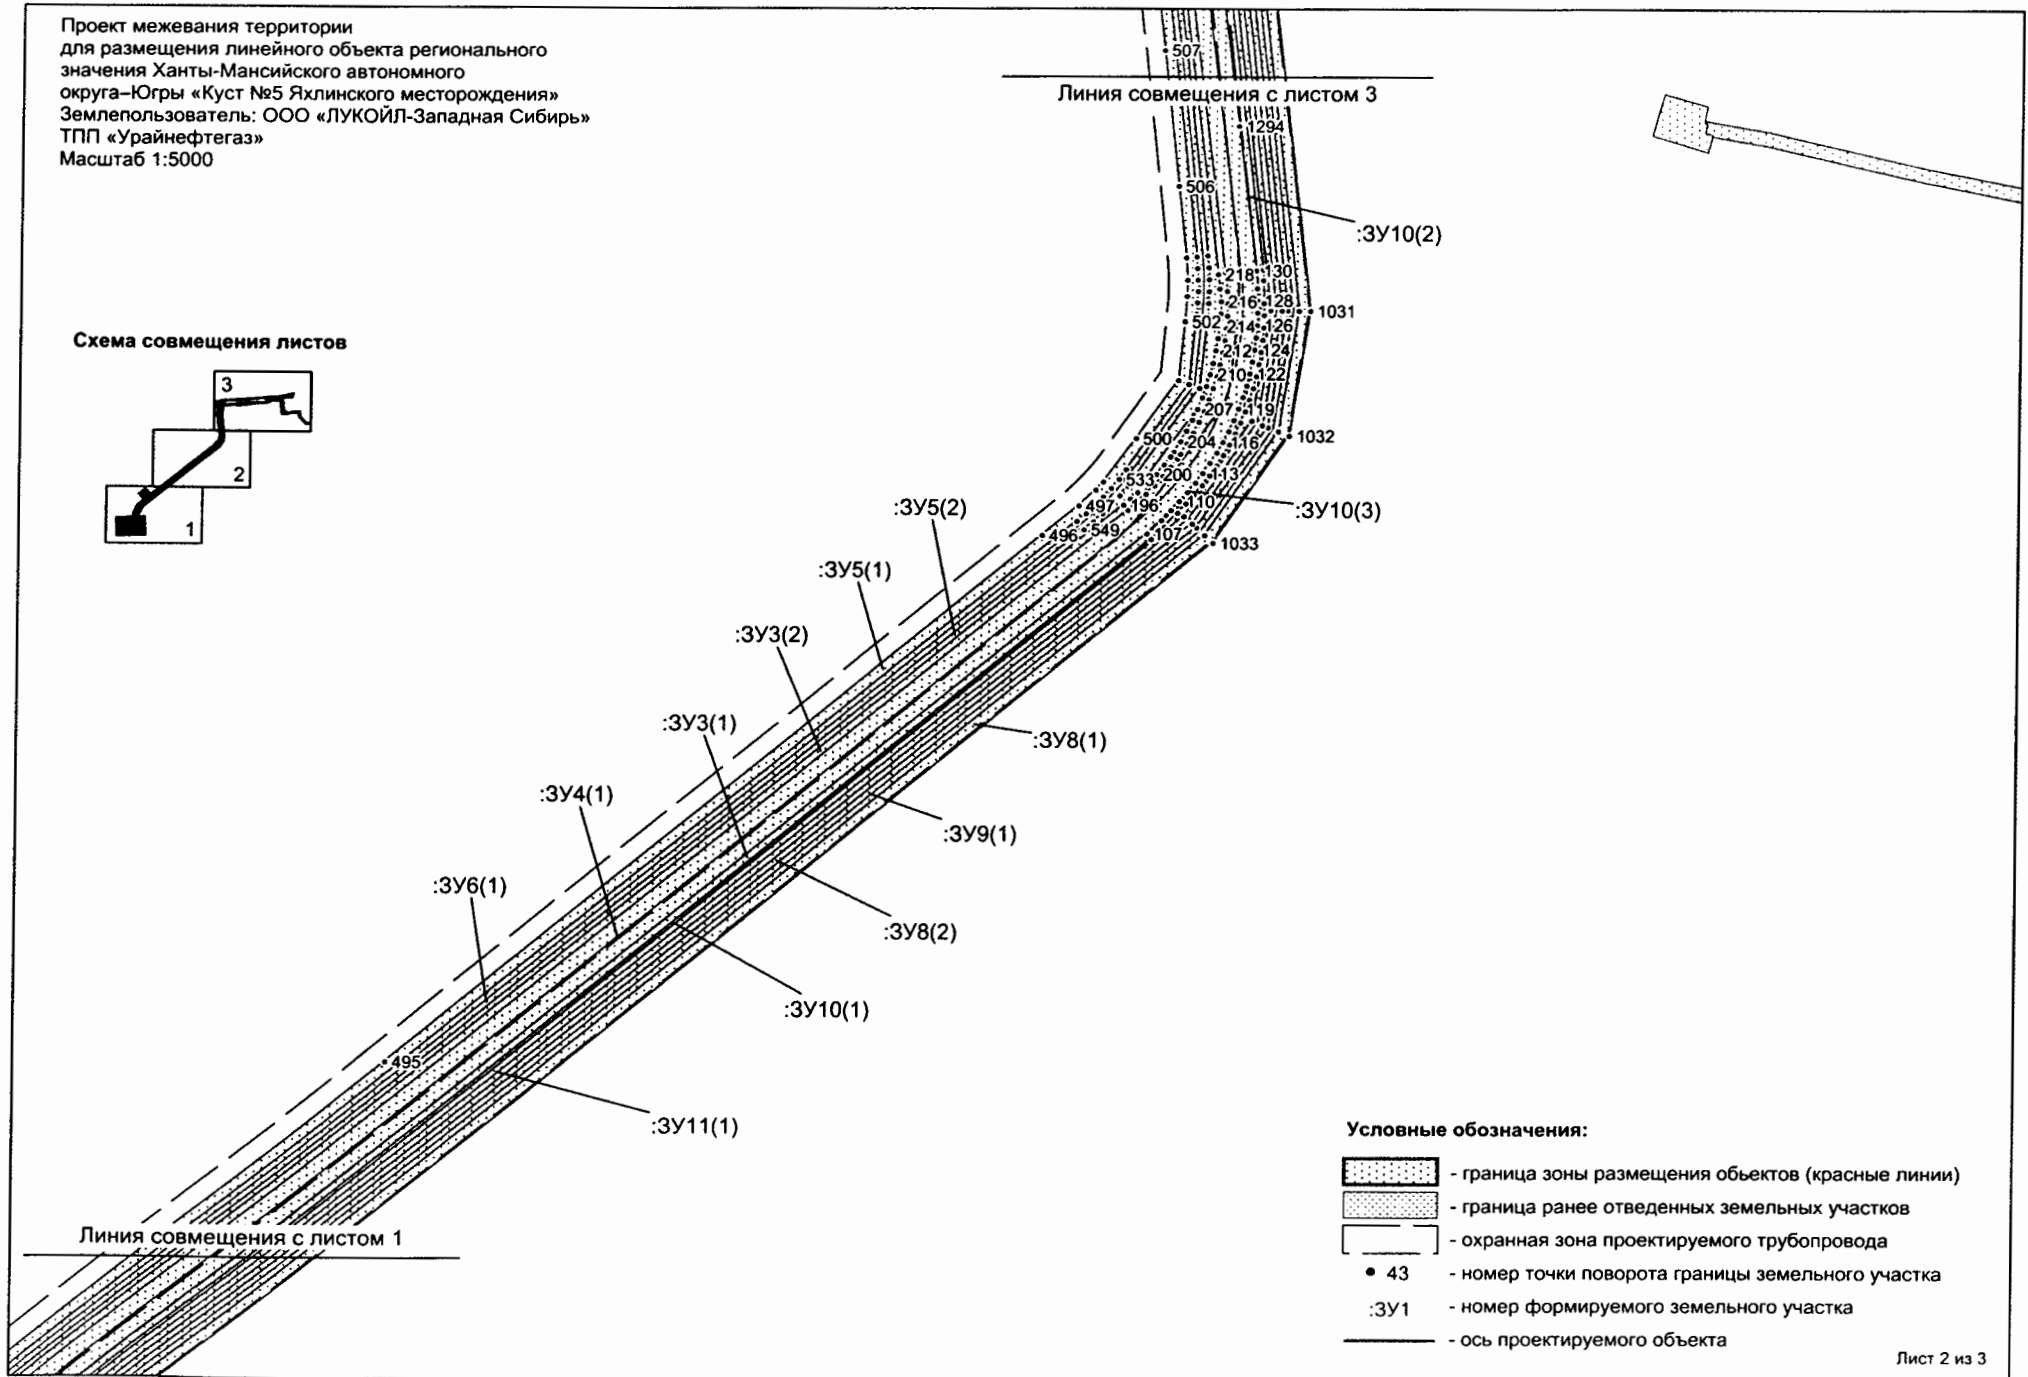 Проект межевания территории
для размещения линейного объекта регионального
значения Ханты-Мансийского автономного
округа–Югры «Куст №5 Яхлинского месторождения»
Землепользователь: ООО «ЛУКОЙЛ-Западная Сибирь»
ТПП «Урайнефтегаз»
Масштаб 1:5000
507
Линия совмещения с листом 3
1294
506
:ЗУ10(2)
218 130
216 128
1031
502 214 126
212 124
210 122
207 119
1032
500 204 116
533 200 113
497 196 110
:ЗУ10(3)
496 549 107
1033
Схема совмещения листов
3
2
1
:ЗУ5(2)
:ЗУ5(1)
:ЗУ3(2)
:ЗУ3(1)
:ЗУ8(1)
:ЗУ4(1)
:ЗУ9(1)
:ЗУ6(1)
:ЗУ8(2)
:ЗУ10(1)
495
:ЗУ11(1)
Линия совмещения с листом 1
Условные обозначения:
- граница зоны размещения обьектов (красные линии)
- граница ранее отведенных земельных участков
- охранная зона проектируемого трубопровода
43 - номер точки поворота границы земельного участка
:ЗУ1 - номер формируемого земельного участка
- ось проектируемого объекта
Лист 2 из 3